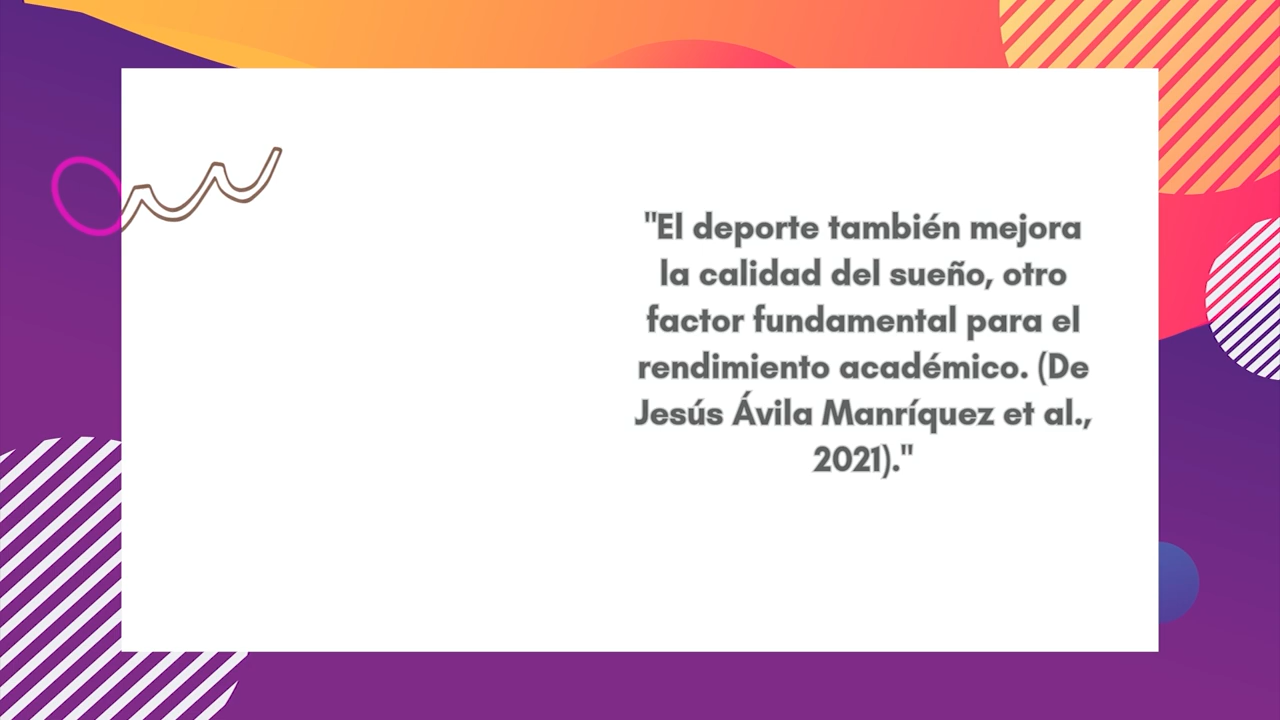 "El deporte también mejora
la calidad del sueño, otro
factor fundamental para el
rendimiento académico. (De
Jesús Ávila Manríquez et al.,
2021)."